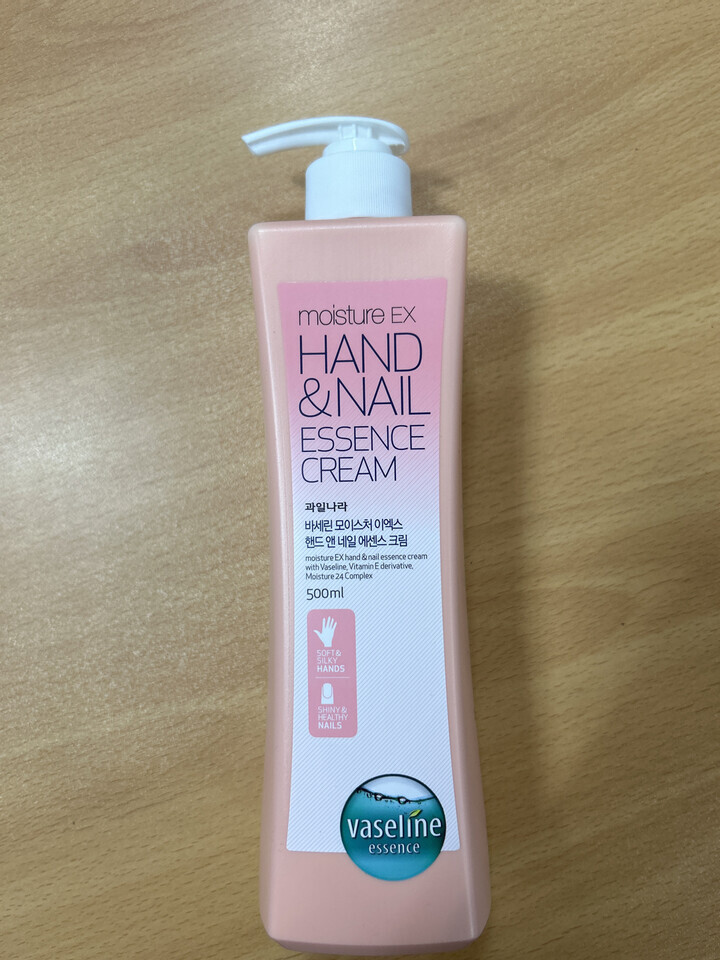 moisture EX
HAND
&NAIL
ESSENCE
CREAM
과일나라
바세린 모이스처 이엑스
핸드 앤 네일 에센스 크림
moisture EX hand & nail essence cream
with Vaseline, Vitamin E derivative,
Moisture 24 Complex
500ml
SOFT &
SILKY
HANDS
SHINY &
HEALTHY
NAILS
vaseline
essence